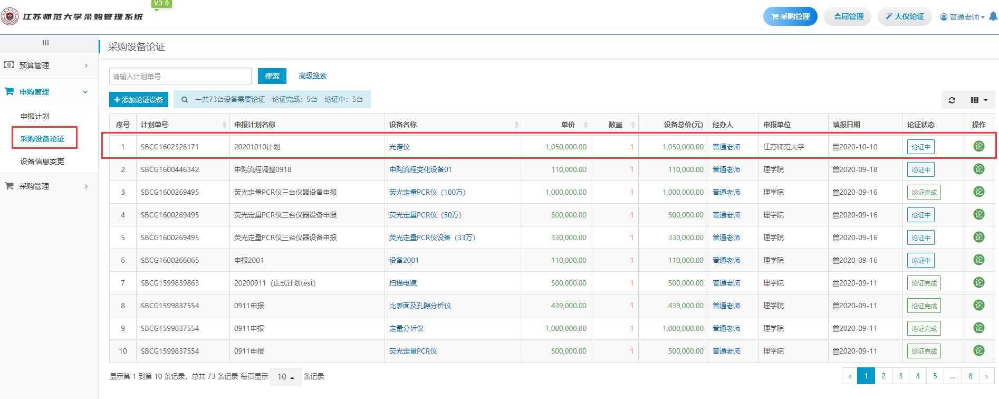 V3.0
江苏师范大学采购管理系统
采购管理 合同管理 大仪论证 普通老师
预算管理
申购管理
申报计划
采购设备论证
设备信息变更
采购管理
采购设备论证
请输入计划单号 搜索 高级搜索
添加论证设备 一共73台设备需要论证 论证完成：5台 论证中：5台
序号 计划单号 申报计划名称 设备名称 单价 数量 设备总价(元) 经办人 申报单位 填报日期 论证状态 操作
1 SBCG1602326171 20201010计划 光谱仪 1,050,000.00 1 1,050,000.00 普通老师 江苏师范大学 2020-10-10 论证中 论
2 SBCG1600446342 申购流程调整0918 申购流程变化设备01 110,000.00 1 110,000.00 普通老师 理学院 2020-09-18 论证中 论
3 SBCG1600269495 荧光定量PCR仪三台仪器设备申报 荧光定量PCR仪（100万） 1,000,000.00 1 1,000,000.00 普通老师 理学院 2020-09-16 论证完成 论
4 SBCG1600269495 荧光定量PCR仪三台仪器设备申报 荧光定量PCR仪（50万） 500,000.00 1 500,000.00 普通老师 理学院 2020-09-16 论证中 论
5 SBCG1600269495 荧光定量PCR仪三台仪器设备申报 荧光定量PCR仪设备（33万） 330,000.00 1 330,000.00 普通老师 理学院 2020-09-16 论证中 论
6 SBCG1600266065 申报2001 设备2001 110,000.00 1 110,000.00 普通老师 理学院 2020-09-16 论证中 论
7 SBCG1599839863 20200911（正式计划test） 扫描电镜 500,000.00 1 500,000.00 普通老师 理学院 2020-09-11 论证完成 论
8 SBCG1599837554 0911申报 比表面及孔隙分析仪 439,000.00 1 439,000.00 普通老师 理学院 2020-09-11 论证完成 论
9 SBCG1599837554 0911申报 定量分析仪 1,000,000.00 1 1,000,000.00 普通老师 理学院 2020-09-11 论证完成 论
10 SBCG1599837554 0911申报 荧光定量PCR仪 500,000.00 1 500,000.00 普通老师 理学院 2020-09-11 论证完成 论
显示第 1 到第 10 条记录，总共 73 条记录 每页显示 10 条记录 ‹ 1 2 3 4 5 ... 8 ›